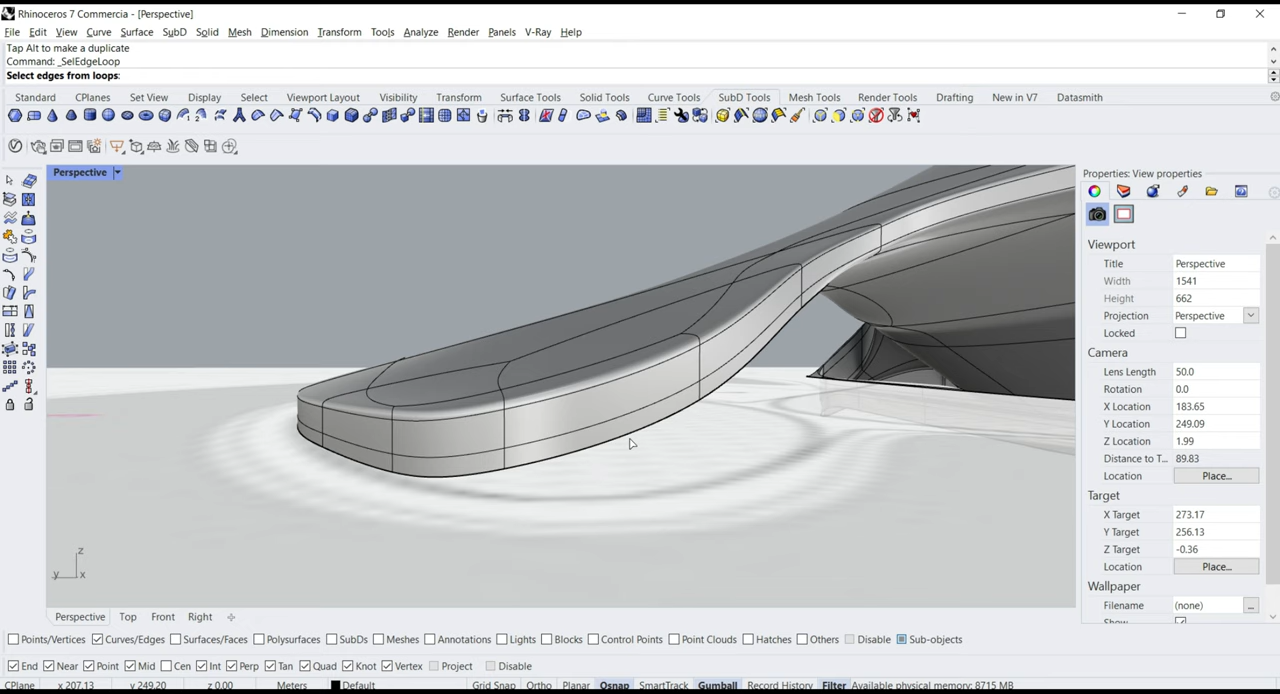 Rhinoceros 7 Commercia - [Perspective]
File Edit View Curve Surface SubD Solid Mesh Dimension Transform Tools Analyze Render Panels V-Ray Help
Tap Alt to make a duplicate
Command: _SelEdgeLoop
Select edges from loops:
Standard CPlanes Set View Display Select Viewport Layout Visibility Transform Surface Tools Solid Tools Curve Tools SubD Tools Mesh Tools Render Tools Drafting New in V7 Datasmith
Perspective
Properties: View properties
Viewport
Title Perspective
Width 1541
Height 662
Projection Perspective
Locked
Camera
Lens Length 50.0
Rotation 0.0
X Location 183.65
Y Location 249.09
Z Location 1.99
Distance to T... 89.83
Location Place...
Target
X Target 273.17
Y Target 256.13
Z Target -0.36
Location Place...
Wallpaper
Filename (none) ...
Show
z
y x
Perspective Top Front Right
Points/Vertices Curves/Edges Surfaces/Faces Polysurfaces SubDs Meshes Annotations Lights Blocks Control Points Point Clouds Hatches Others Disable Sub-objects
End Near Point Mid Cen Int Perp Tan Quad Knot Vertex Project Disable
CPlane x 207.13 y 249.20 z 0.00 Meters Default Grid Snap Ortho Planar Osnap SmartTrack Gumball Record History Filter Available physical memory: 8715 MB